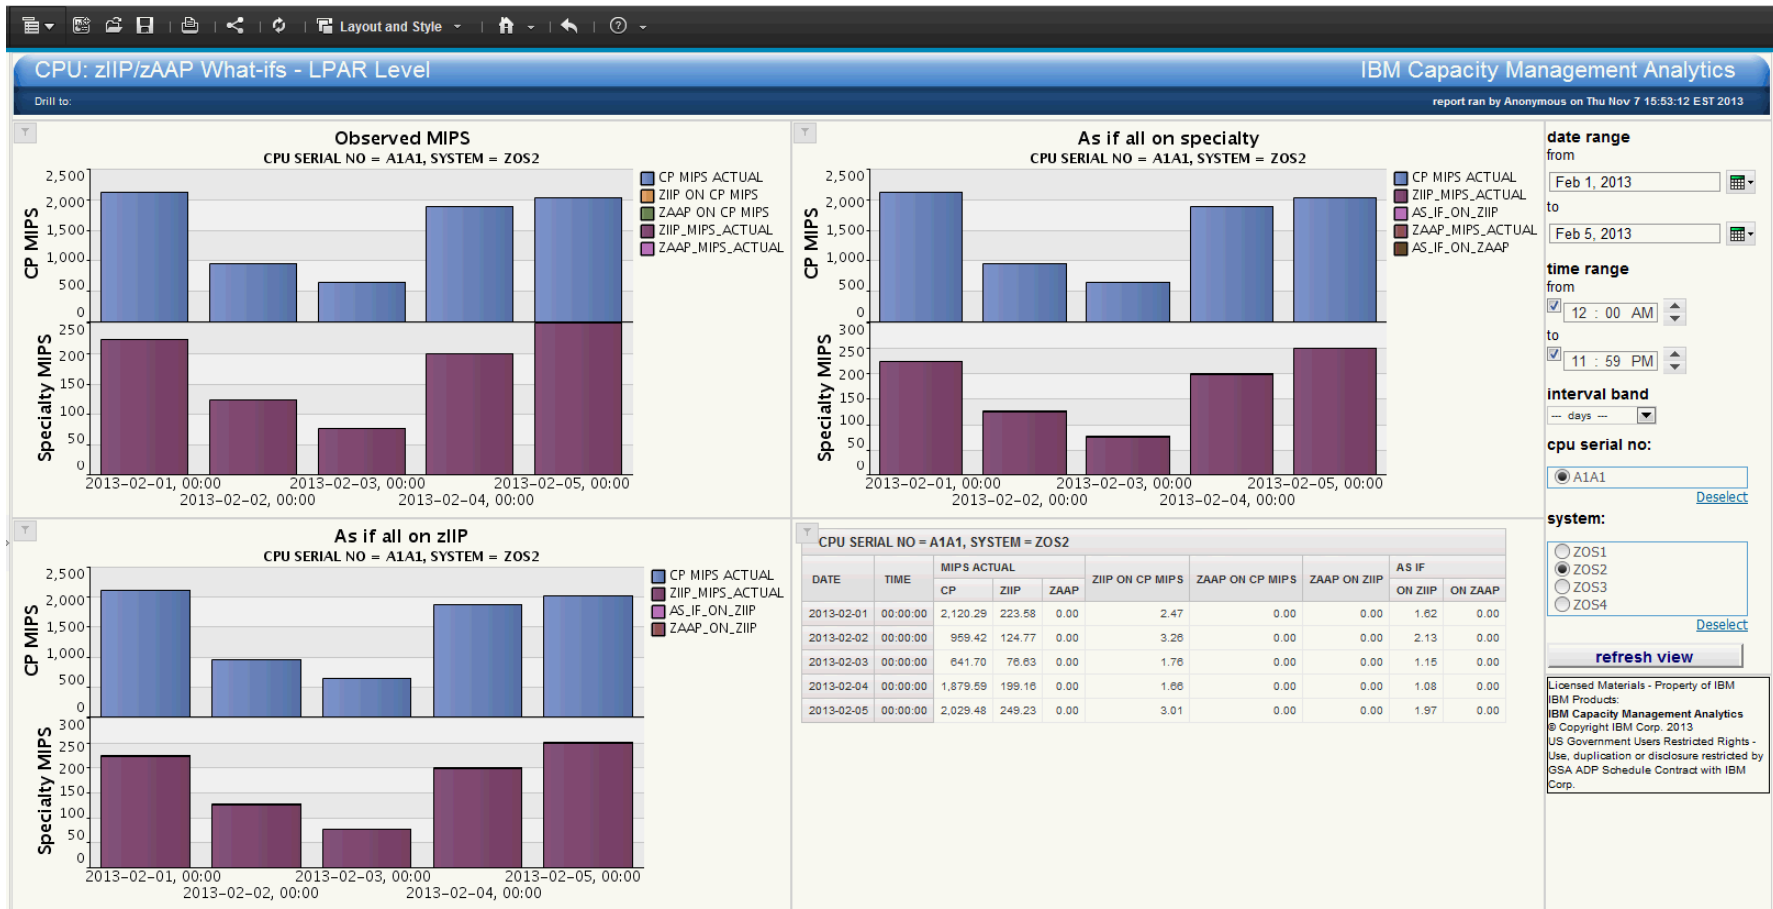 Layout and Style
CPU: zIIP/zAAP What-ifs - LPAR Level
IBM Capacity Management Analytics
Drill to:
report ran by Anonymous on Thu Nov 7 15:53:12 EST 2013
Observed MIPS
CPU SERIAL NO = A1A1, SYSTEM = ZOS2
CP MIPS
2,500
2,000
1,500
1,000
500
0
Specialty MIPS
250
200
150
100
50
0
2013-02-01, 00:00
2013-02-02, 00:00
2013-02-03, 00:00
2013-02-04, 00:00
2013-02-05, 00:00
CP MIPS ACTUAL
ZIIP ON CP MIPS
ZAAP ON CP MIPS
ZIIP_MIPS_ACTUAL
ZAAP_MIPS_ACTUAL
As if all on specialty
CPU SERIAL NO = A1A1, SYSTEM = ZOS2
CP MIPS
2,500
2,000
1,500
1,000
500
0
Specialty MIPS
300
250
200
150
100
50
0
2013-02-01, 00:00
2013-02-02, 00:00
2013-02-03, 00:00
2013-02-04, 00:00
2013-02-05, 00:00
CP MIPS ACTUAL
ZIIP_MIPS_ACTUAL
AS_IF_ON_ZIIP
ZAAP_MIPS_ACTUAL
AS_IF_ON_ZAAP
As if all on zIIP
CPU SERIAL NO = A1A1, SYSTEM = ZOS2
CP MIPS
2,500
2,000
1,500
1,000
500
0
Specialty MIPS
300
250
200
150
100
50
0
2013-02-01, 00:00
2013-02-02, 00:00
2013-02-03, 00:00
2013-02-04, 00:00
2013-02-05, 00:00
CP MIPS ACTUAL
ZIIP_MIPS_ACTUAL
AS_IF_ON_ZIIP
ZAAP_ON_ZIIP
CPU SERIAL NO = A1A1, SYSTEM = ZOS2
DATE TIME MIPS ACTUAL ZIIP ON CP MIPS ZAAP ON CP MIPS ZAAP ON ZIIP AS IF
CP ZIIP ZAAP ON ZIIP ON ZAAP
2013-02-01 00:00:00 2,120.29 223.58 0.00 2.47 0.00 0.00 1.62 0.00
2013-02-02 00:00:00 959.42 124.77 0.00 3.26 0.00 0.00 2.13 0.00
2013-02-03 00:00:00 641.70 76.63 0.00 1.76 0.00 0.00 1.15 0.00
2013-02-04 00:00:00 1,879.59 199.16 0.00 1.66 0.00 0.00 1.08 0.00
2013-02-05 00:00:00 2,029.48 249.23 0.00 3.01 0.00 0.00 1.97 0.00
date range
from
Feb 1, 2013
to
Feb 5, 2013
time range
from
12 : 00 AM
to
11 : 59 PM
interval band
--- days ---
cpu serial no:
A1A1
Deselect
system:
ZOS1
ZOS2
ZOS3
ZOS4
Deselect
refresh view
Licensed Materials - Property of IBM
IBM Products:
IBM Capacity Management Analytics
© Copyright IBM Corp. 2013
US Government Users Restricted Rights -
Use, duplication or disclosure restricted by
GSA ADP Schedule Contract with IBM
Corp.